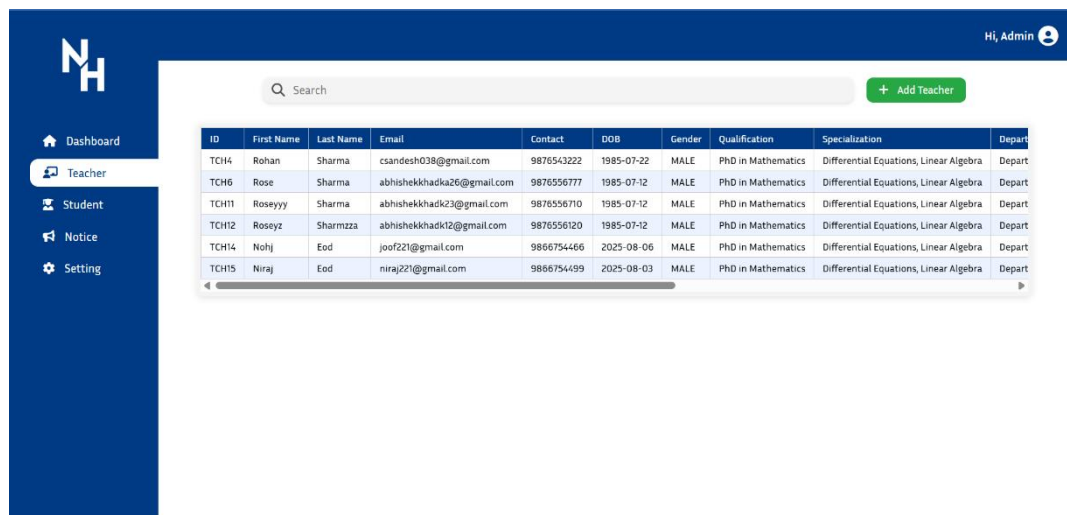 Hi, Admin
NH
Search
+ Add Teacher
Dashboard
Teacher
Student
Notice
Setting
ID First Name Last Name Email Contact DOB Gender Qualification Specialization Depart
TCH4 Rohan Sharma csandesh038@gmail.com 9876543222 1985-07-22 MALE PhD in Mathematics Differential Equations, Linear Algebra Depart
TCH6 Rose Sharma abhishekkhadka26@gmail.com 9876556777 1985-07-12 MALE PhD in Mathematics Differential Equations, Linear Algebra Depart
TCH11 Roseyyy Sharma abhishekkhadk23@gmail.com 9876556710 1985-07-12 MALE PhD in Mathematics Differential Equations, Linear Algebra Depart
TCH12 Roseyz Sharmzza abhishekkhadk12@gmail.com 9876556120 1985-07-12 MALE PhD in Mathematics Differential Equations, Linear Algebra Depart
TCH14 Nohj Eod joof221@gmail.com 9866754466 2025-08-06 MALE PhD in Mathematics Differential Equations, Linear Algebra Depart
TCH15 Niraj Eod niraj221@gmail.com 9866754499 2025-08-03 MALE PhD in Mathematics Differential Equations, Linear Algebra Depart